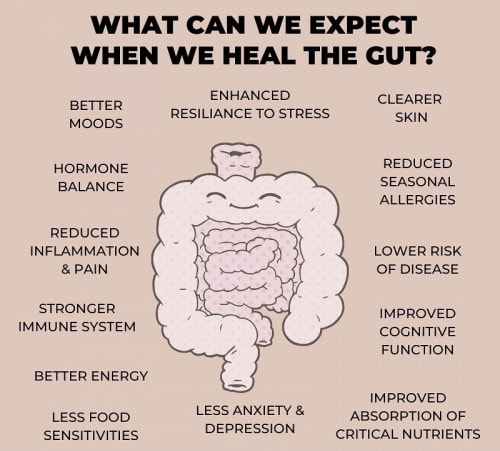 WHAT CAN WE EXPECT
WHEN WE HEAL THE GUT?
BETTER
MOODS
ENHANCED
RESILIANCE TO STRESS
CLEARER
SKIN
HORMONE
BALANCE
REDUCED
SEASONAL
ALLERGIES
REDUCED
INFLAMMATION
& PAIN
LOWER RISK
OF DISEASE
STRONGER
IMMUNE SYSTEM
IMPROVED
COGNITIVE
FUNCTION
BETTER ENERGY
LESS FOOD
SENSITIVITIES
LESS ANXIETY &
DEPRESSION
IMPROVED
ABSORPTION OF
CRITICAL NUTRIENTS